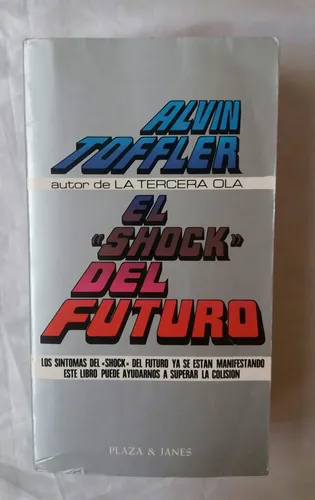 ALVIN
TOFFLER
autor de LA TERCERA OLA
EL
«SHOCK»
DEL
FUTURO
LOS SINTOMAS DEL «SHOCK» DEL FUTURO YA SE ESTAN MANIFESTANDO
ESTE LIBRO PUEDE AYUDARNOS A SUPERAR LA COLISION
PLAZA & JANES